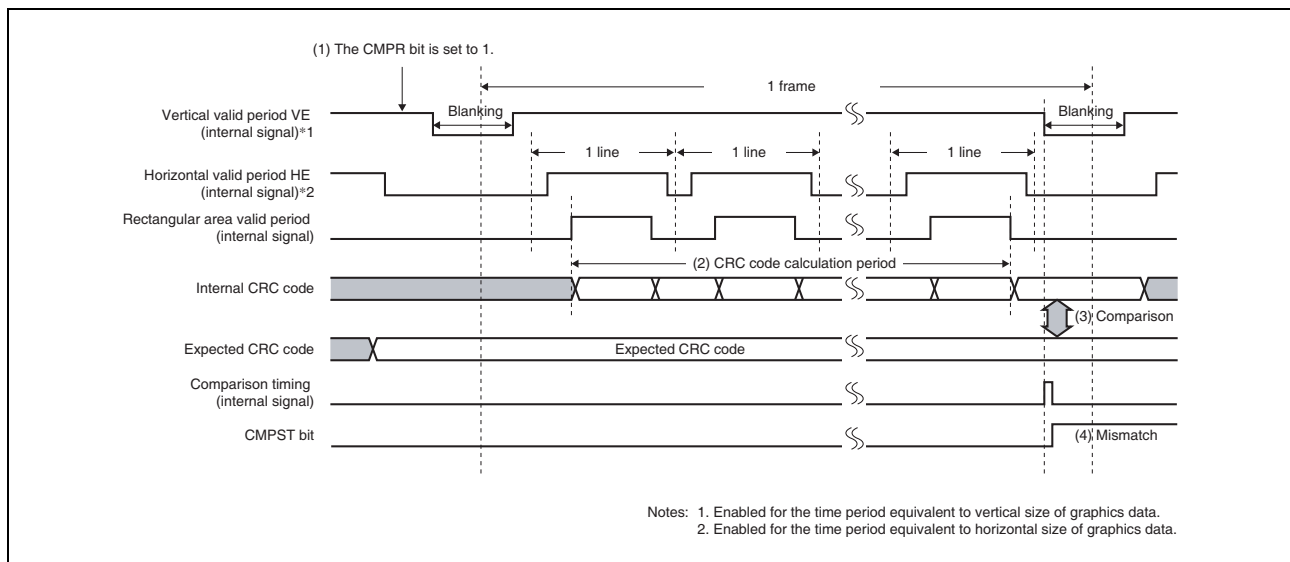 (1) The CMPR bit is set to 1.
1 frame
Vertical valid period VE
(internal signal)*1
Blanking
Blanking
1 line
1 line
1 line
Horizontal valid period HE
(internal signal)*2
Rectangular area valid period
(internal signal)
(2) CRC code calculation period
Internal CRC code
(3) Comparison
Expected CRC code
Expected CRC code
Comparison timing
(internal signal)
CMPST bit
(4) Mismatch
Notes: 1. Enabled for the time period equivalent to vertical size of graphics data.
2. Enabled for the time period equivalent to horizontal size of graphics data.